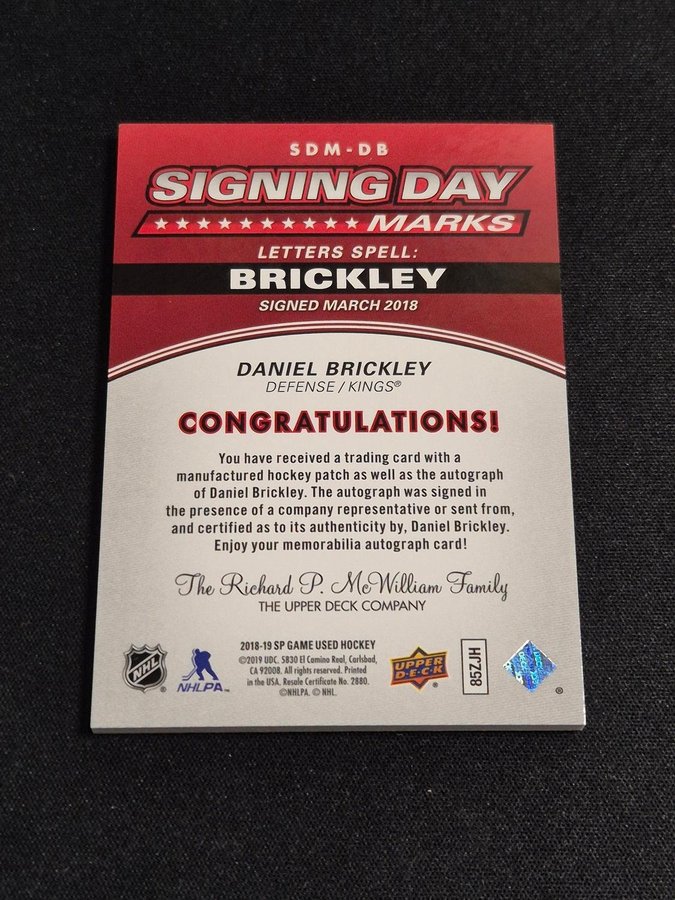 SDM-DB
SIGNING DAY
MARKS
LETTERS SPELL:
BRICKLEY
SIGNED MARCH 2018
DANIEL BRICKLEY
DEFENSE / KINGS®
CONGRATULATIONS!
You have received a trading card with a
manufactured hockey patch as well as the autograph
of Daniel Brickley. The autograph was signed in
the presence of a company representative or sent from,
and certified as to its authenticity by, Daniel Brickley.
Enjoy your memorabilia autograph card!
The Richard P. McWilliam Family
THE UPPER DECK COMPANY
2018-19 SP GAME USED HOCKEY
©2019 UDC. 5830 El Camino Real, Carlsbad,
CA 92008. All rights reserved. Printed
in the USA. Resale Certificate No. 2880.
©NHLPA. © NHL.
NHL ®
NHLPA
UPPER
DECK
85ZJH
®